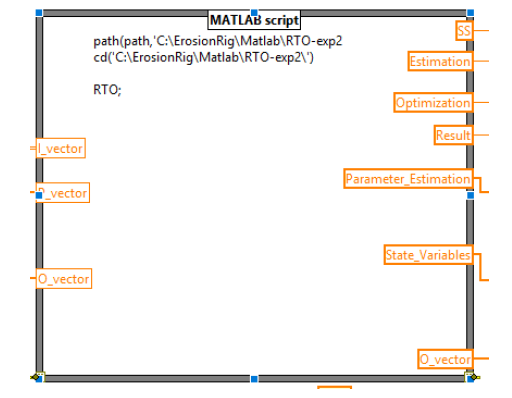 MATLAB script
path(path,'C:\ErosionRig\Matlab\RTO-exp2
cd('C:\ErosionRig\Matlab\RTO-exp2\')
RTO;
I_vector
_vector
O_vector
SS
Estimation
Optimization
Result
Parameter_Estimation
State_Variables
O_vector